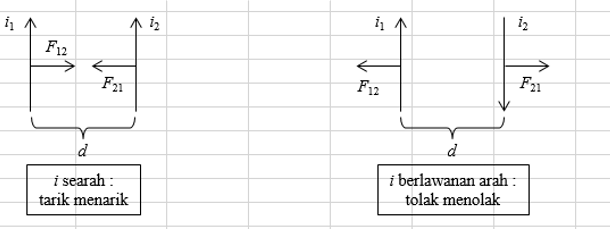 i₁
i₂
F₁₂
F₂₁
d
i searah :
tarik menarik
i₁
i₂
F₁₂
F₂₁
d
i berlawanan arah :
tolak menolak